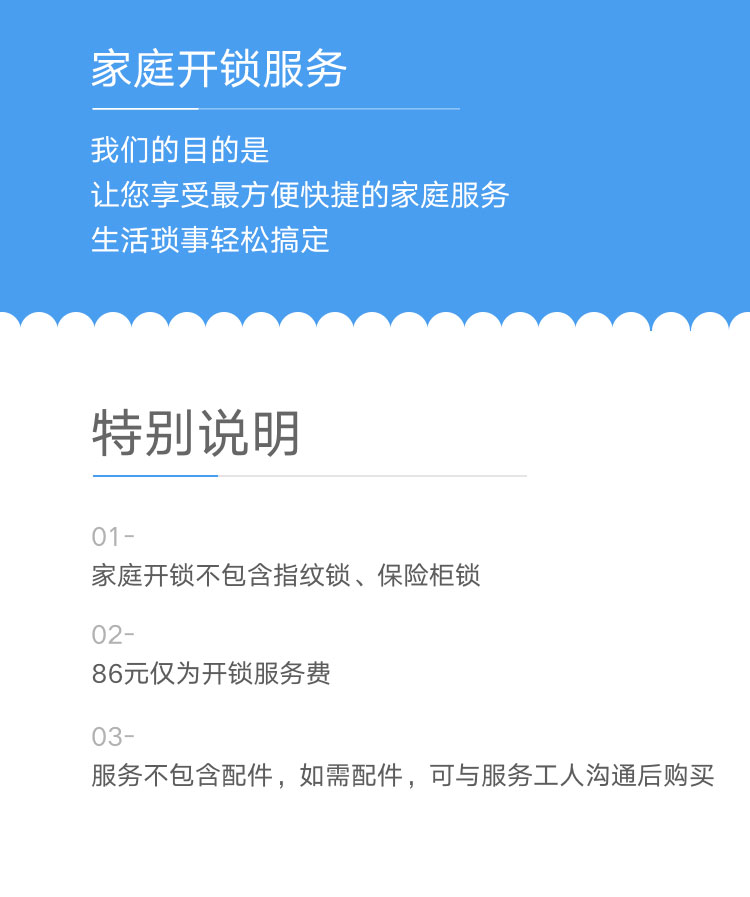 家庭开锁服务
我们的目的是
让您享受最方便快捷的家庭服务
生活琐事轻松搞定
特别说明
01-
家庭开锁不包含指纹锁、保险柜锁
02-
86元仅为开锁服务费
03-
服务不包含配件，如需配件，可与服务工人沟通后购买